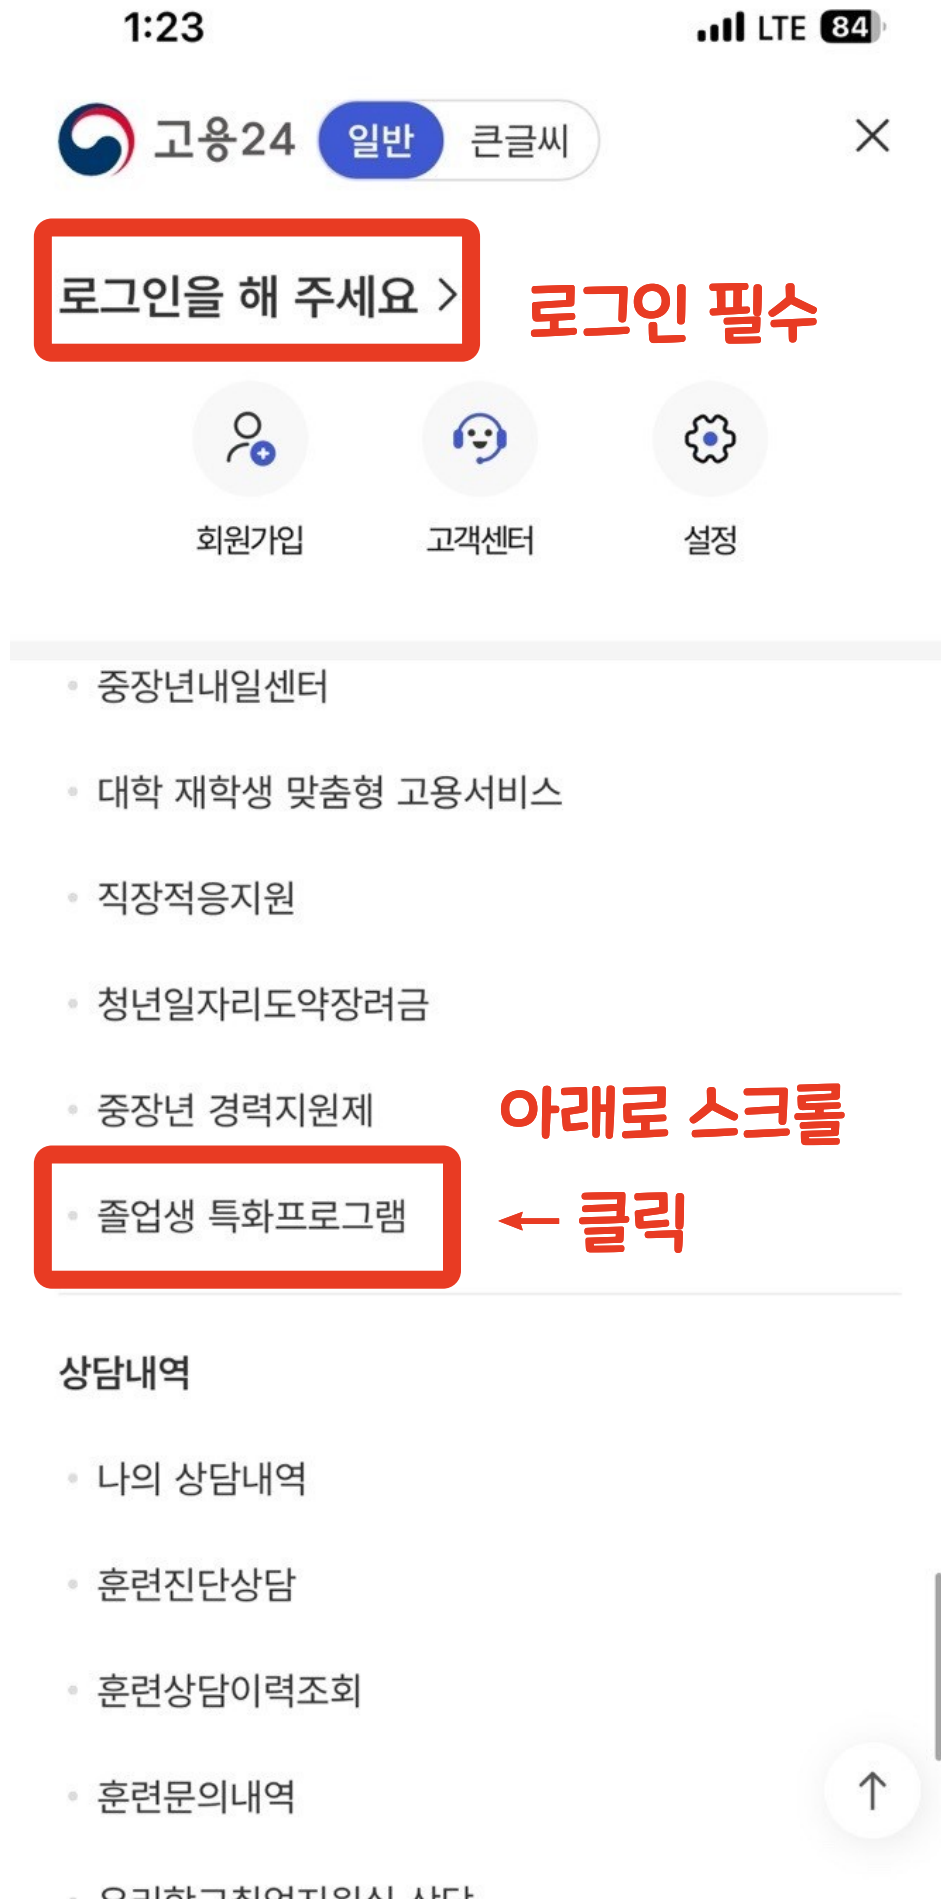 1:23 LTE 84
고용24 일반 큰글씨
로그인을 해 주세요 >
로그인 필수
회원가입 고객센터 설정
중장년내일센터
대학 재학생 맞춤형 고용서비스
직장적응지원
청년일자리도약장려금
중장년 경력지원제
아래로 스크롤
졸업생 특화프로그램
← 클릭
상담내역
나의 상담내역
훈련진단상담
훈련상담이력조회
훈련문의내역